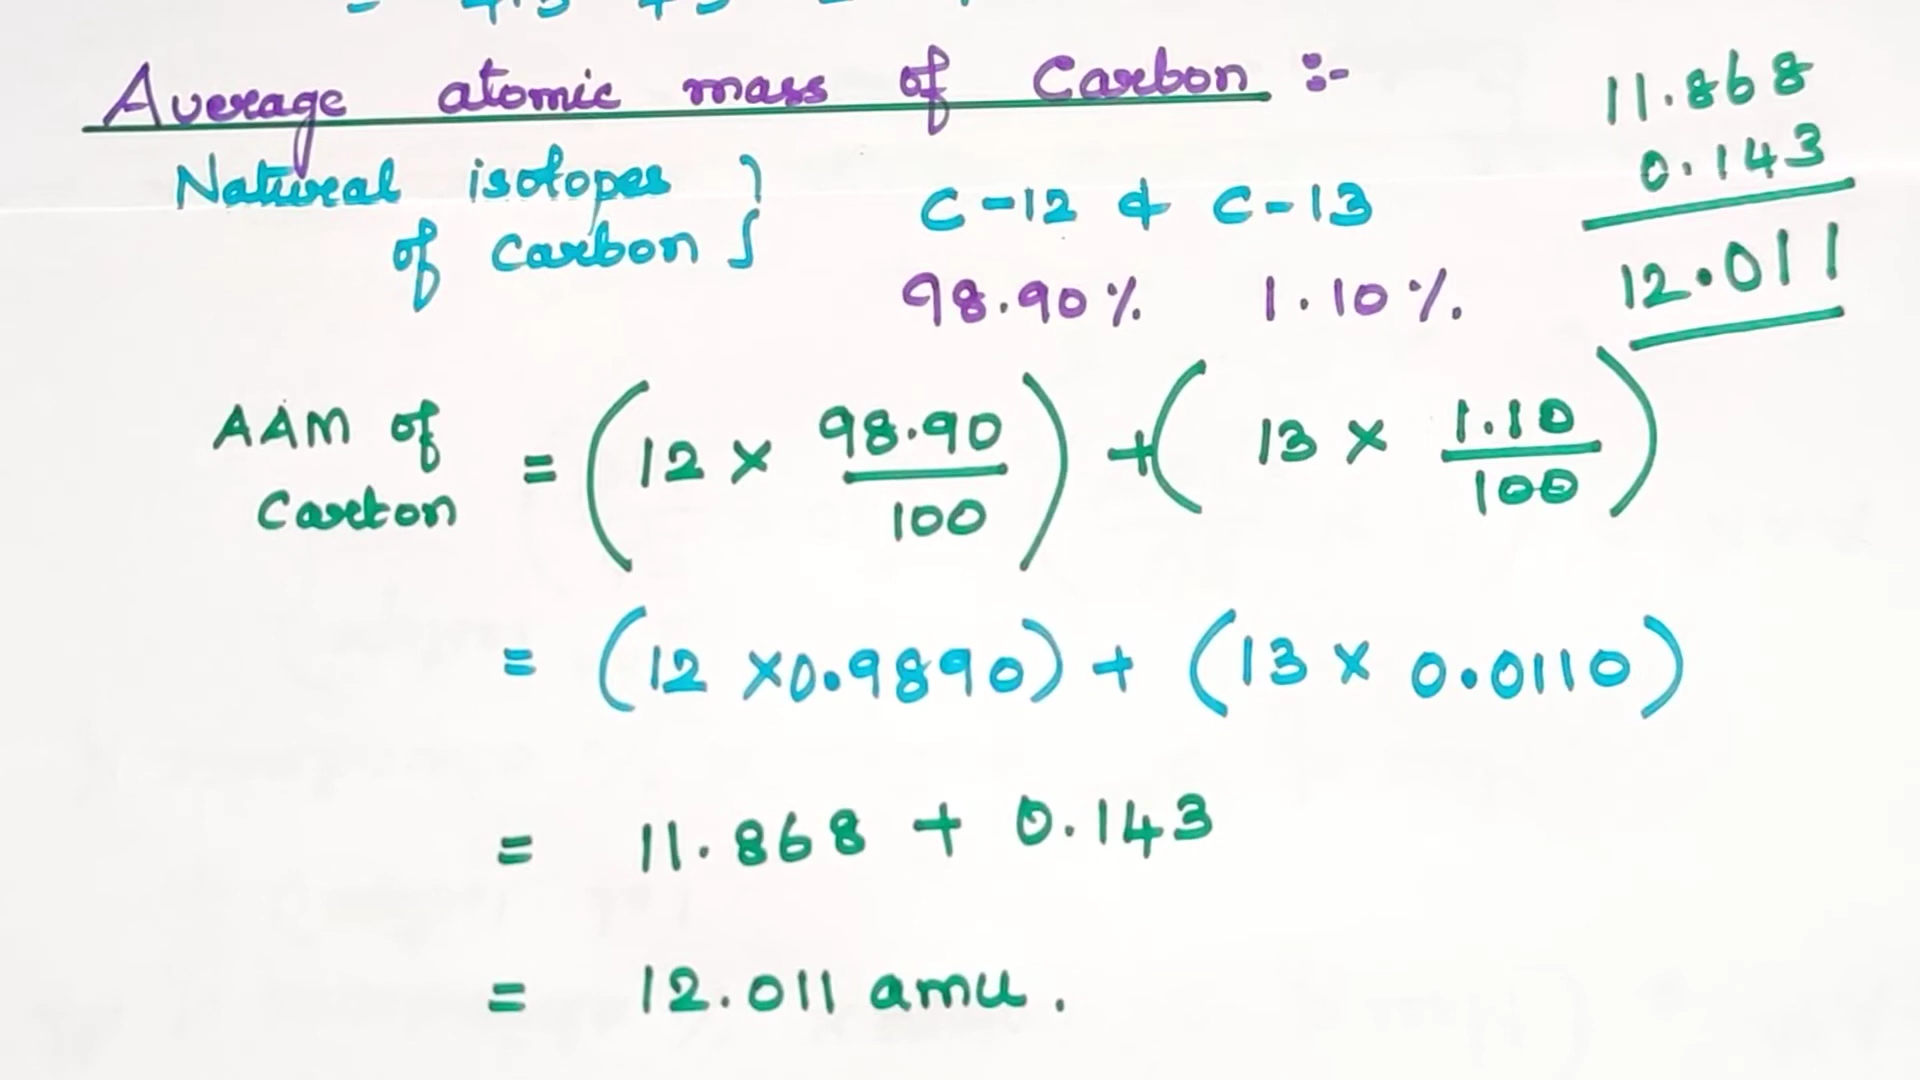 Average atomic mass of Carbon :-
Natural isotopes } C-12 & C-13
of Carbon
98.90% 1.10%
11.868
0.143
12.011
AAM of Carbon = (12 × 98.90/100) + (13 × 1.10/100)
= (12 ×0.9890) + (13 × 0.0110)
= 11.868 + 0.143
= 12.011 amu.